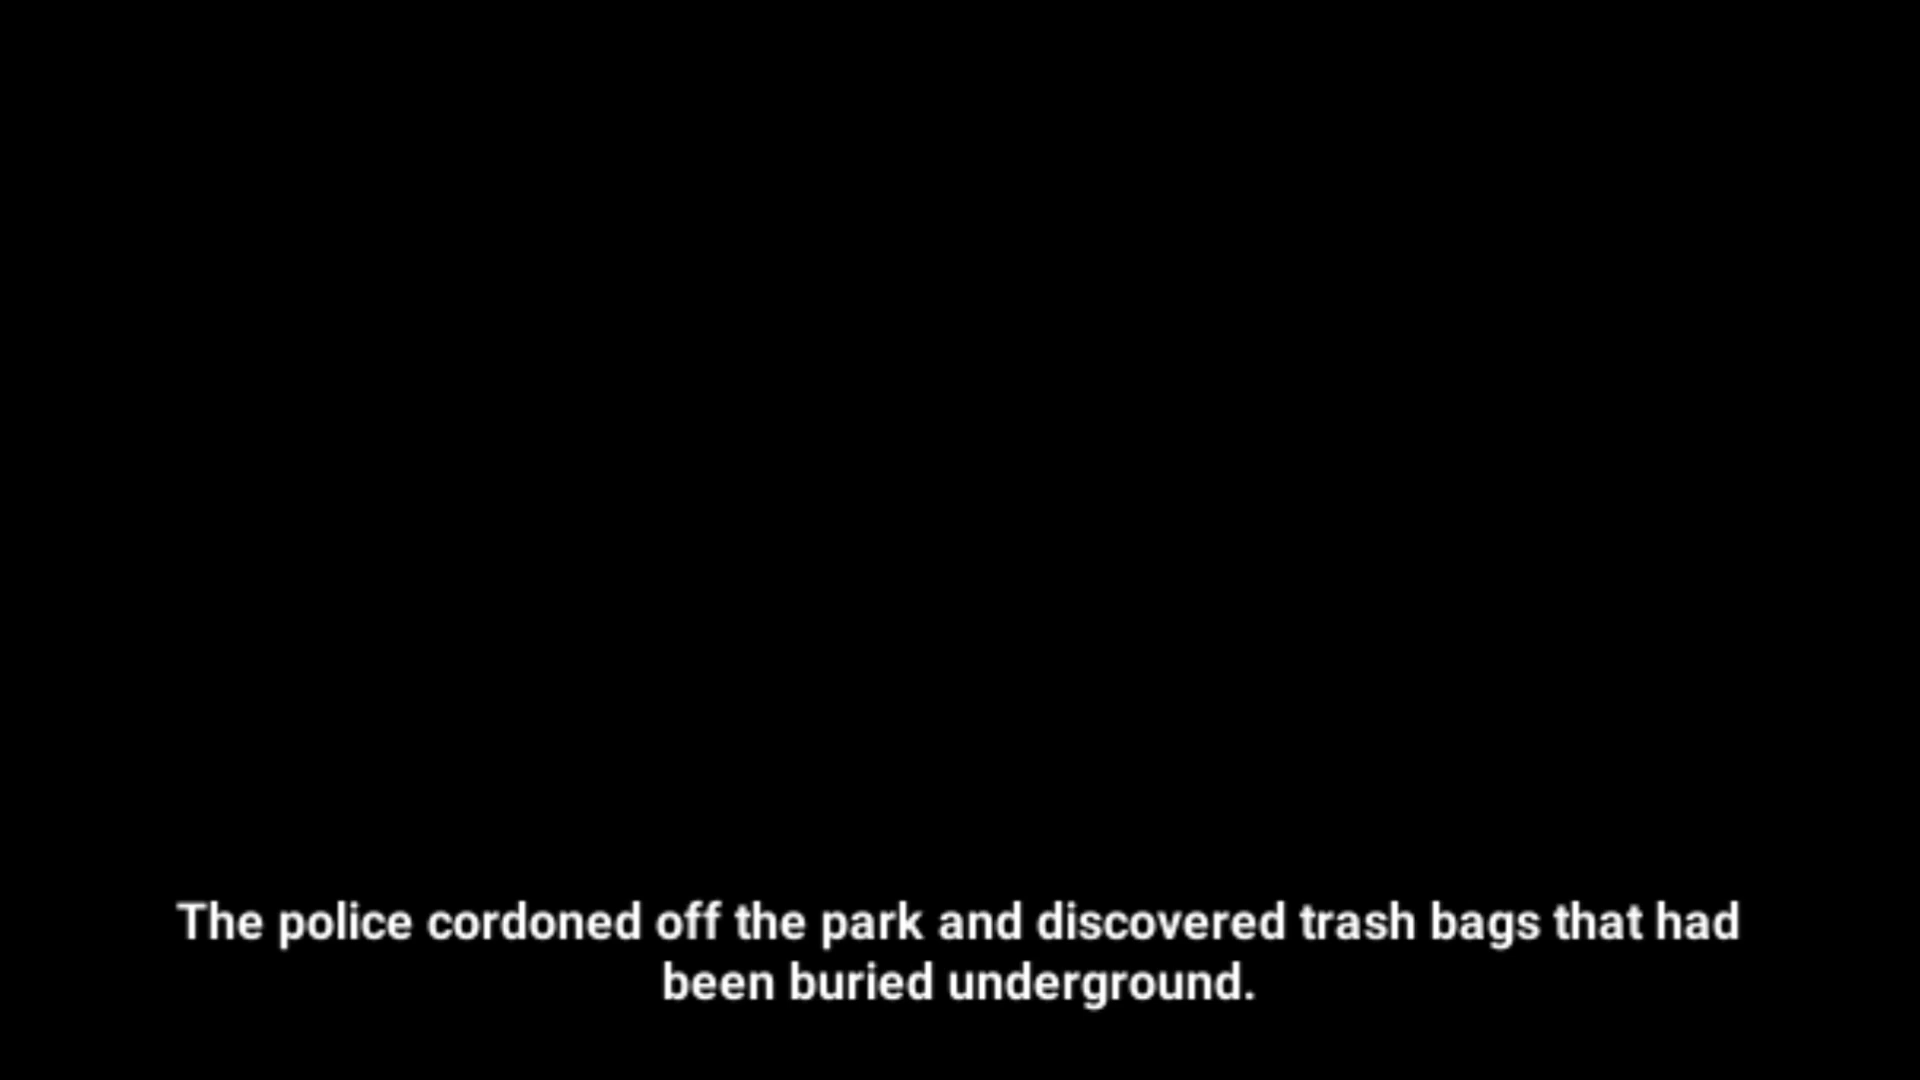 The police cordoned off the park and discovered trash bags that had
been buried underground.